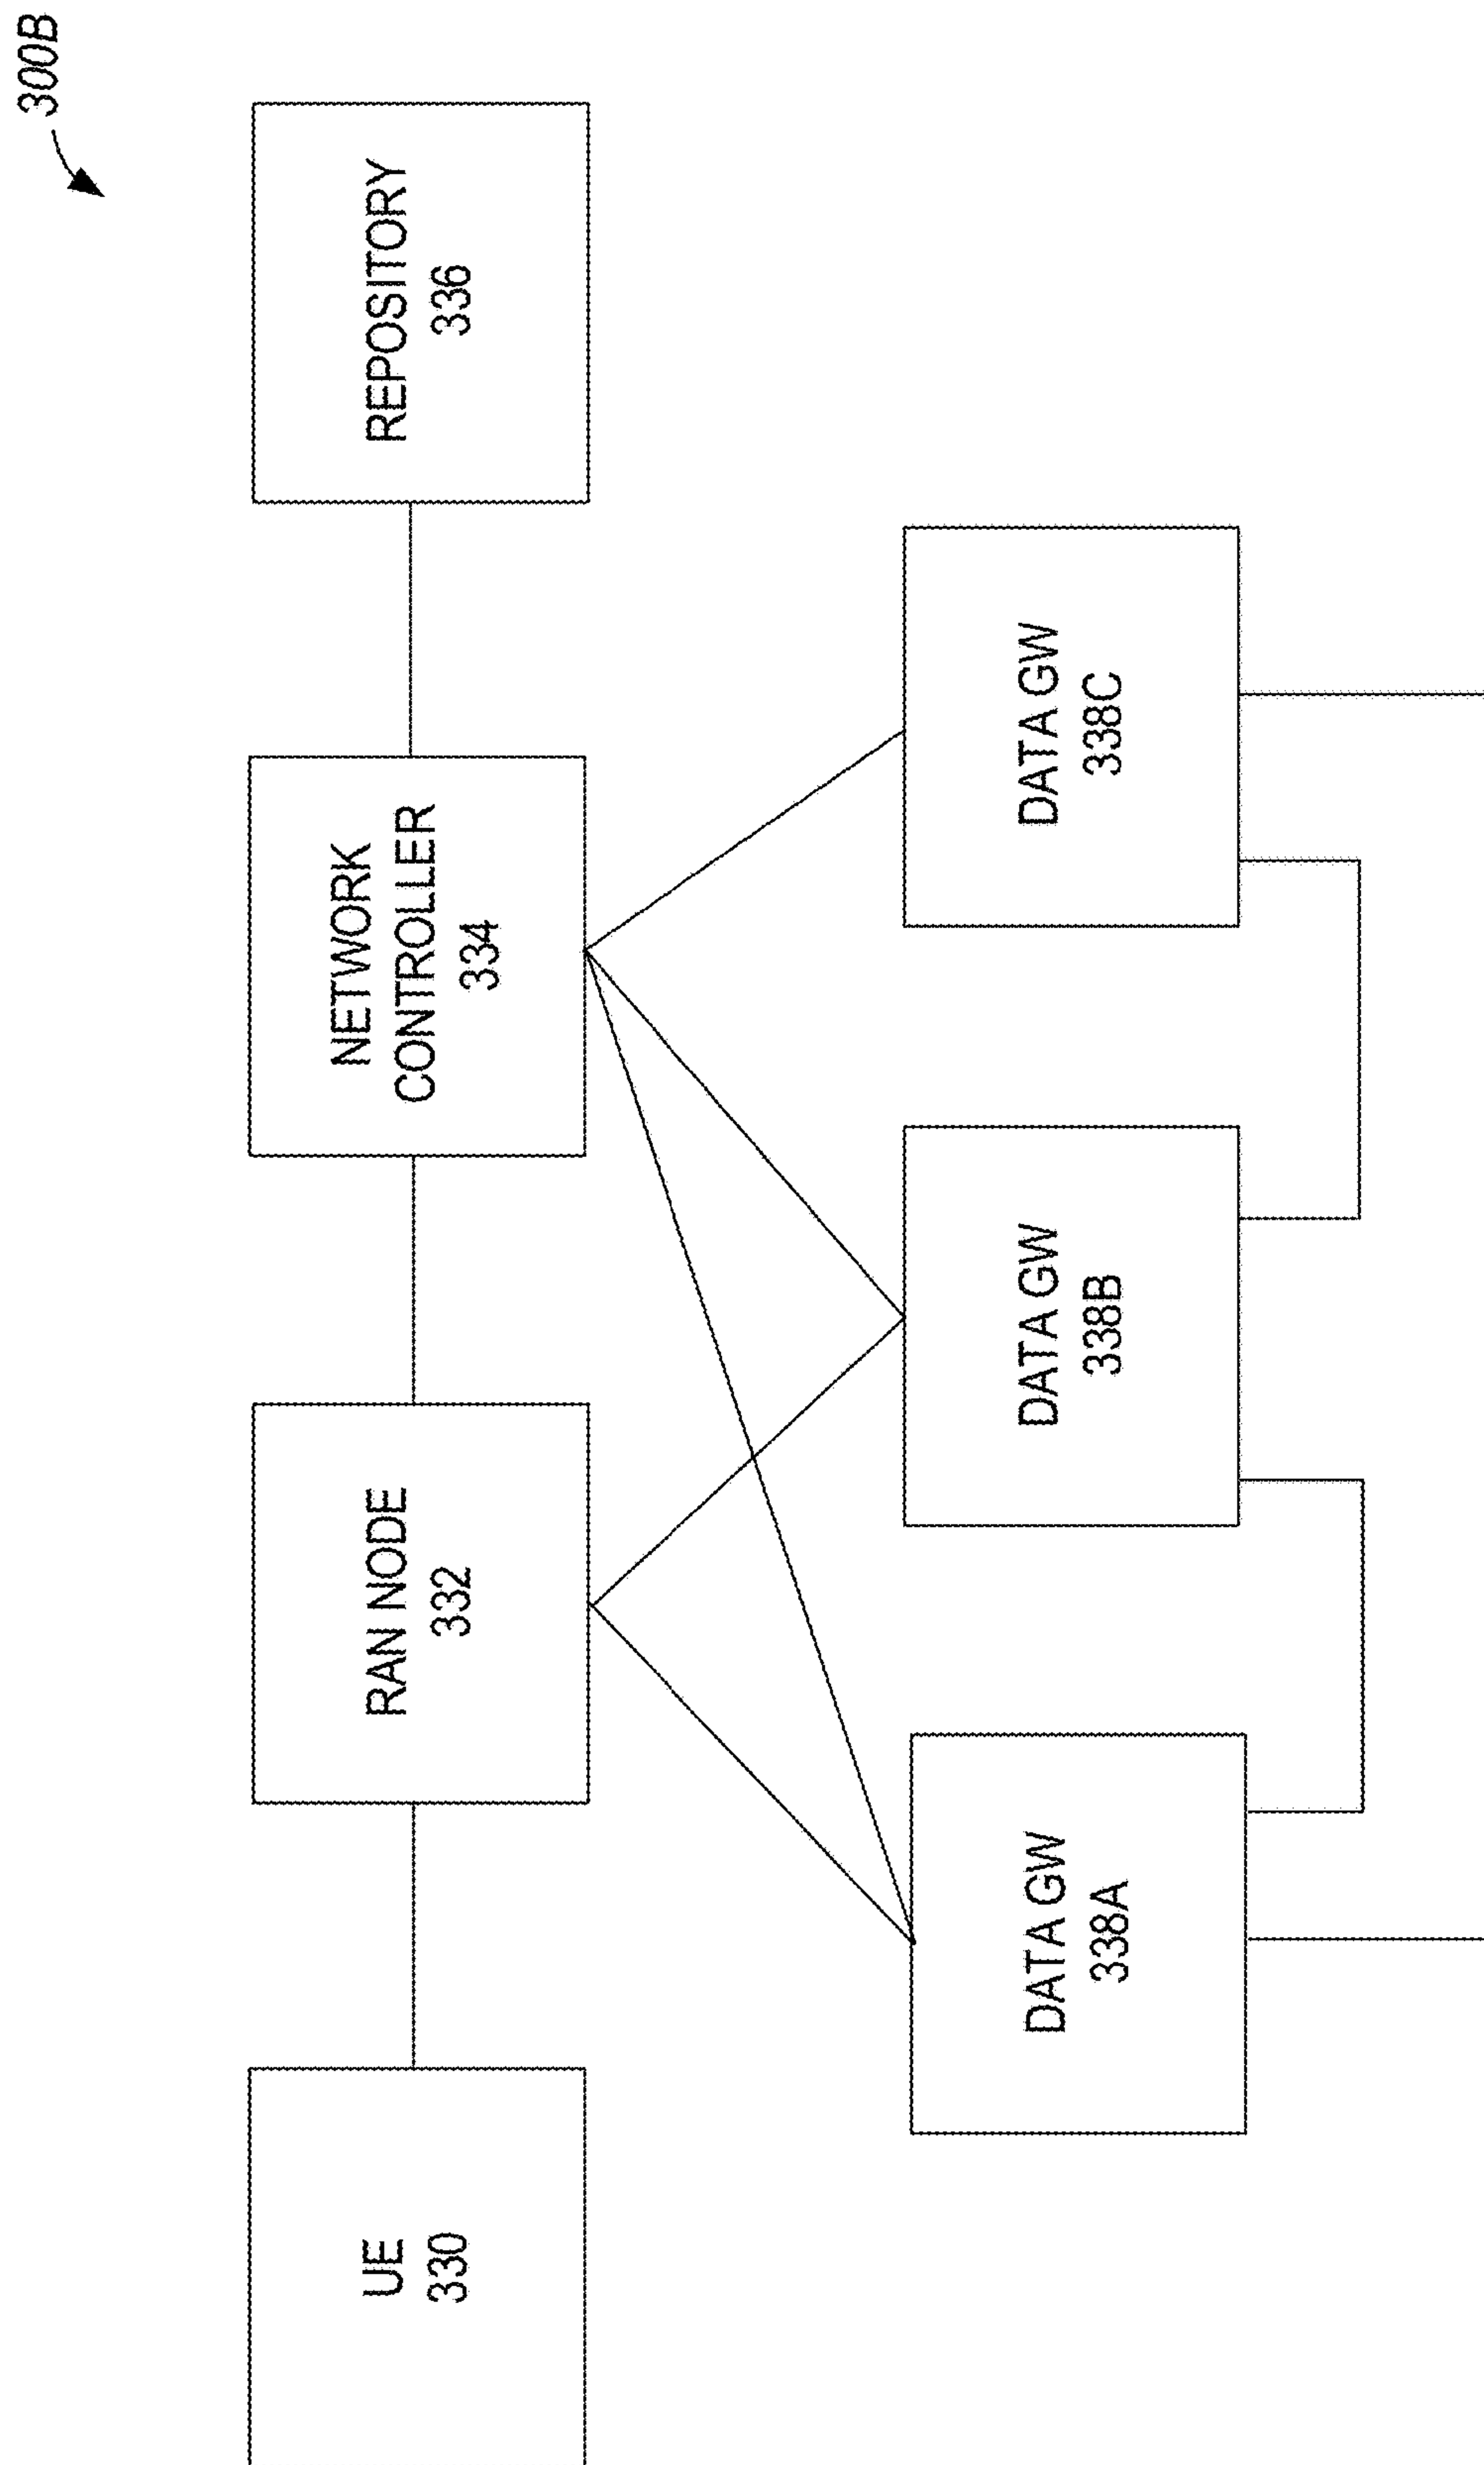 300B
UE
330
RAN NODE
332
NETWORK
CONTROLLER
334
REPOSITORY
336
DATA GW
338A
DATA GW
338B
DATA GW
338C